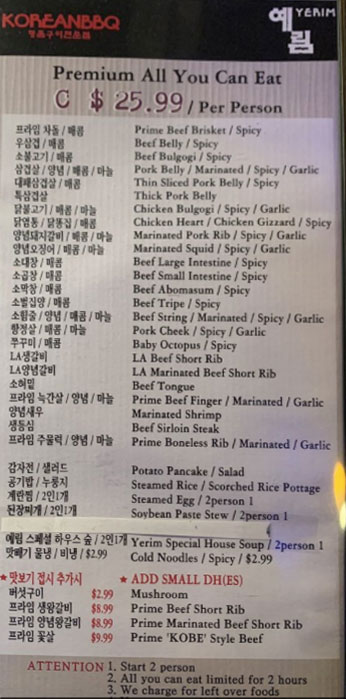 KOREANBBQ
예림 YERIM
Premium All You Can Eat
C $ 25.99 / Per Person
프라임 차돌 / 매콤 Prime Beef Brisket / Spicy
우삼겹 / 매콤 Beef Belly / Spicy
소불고기 / 매콤 Beef Bulgogi / Spicy
삼겹살 / 양념 / 매콤 / 마늘 Pork Belly / Marinated / Spicy / Garlic
대패삼겹살 / 매콤 Thin Sliced Pork Belly / Spicy
특삼겹살 Thick Pork Belly
닭불고기 / 매콤 / 마늘 Chicken Bulgogi / Spicy / Garlic
닭염통 / 닭똥집 / 매콤 Chicken Heart / Chicken Gizzard / Spicy
양념돼지갈비 / 매콤 / 마늘 Marinated Pork Rib / Spicy / Garlic
양념오징어 / 매콤 / 마늘 Marinated Squid / Spicy / Garlic
소대창 / 매콤 Beef Large Intestine / Spicy
소곱창 / 매콤 Beef Small Intestine / Spicy
소막창 / 매콤 Beef Abomasum / Spicy
소벌집양 / 매콤 Beef Tripe / Spicy
소힘줄 / 양념 / 매콤 / 마늘 Beef String / Marinated / Spicy / Garlic
항정살 / 매콤 / 마늘 Pork Cheek / Spicy / Garlic
쭈꾸미 / 매콤 Baby Octopus / Spicy
LA생갈비 LA Beef Short Rib
LA양념갈비 LA Marinated Beef Short Rib
소혀밑 Beef Tongue
프라임 늑간살 / 양념 / 마늘 Prime Beef Finger / Marinated / Garlic
양념새우 Marinated Shrimp
생등심 Beef Sirloin Steak
프라임 주물럭 / 양념 / 마늘 Prime Boneless Rib / Marinated / Garlic
감자전 / 샐러드 Potato Pancake / Salad
공기밥 / 누룽지 Steamed Rice / Scorched Rice Pottage
계란찜 / 2인1개 Steamed Egg / 2person 1
된장찌개 / 2인1개 Soybean Paste Stew / 2person 1
예림 스페셜 하우스 숲 / 2인1개 Yerim Special House Soup / 2person 1
맛빼기 물냉 / 비냉 / $2.99 Cold Noodles / Spicy / $2.99
★ 맛보기 접시 추가시 ★ ADD SMALL DH(ES)
버섯구이 $2.99 Mushroom
프라임 생왕갈비 $8.99 Prime Beef Short Rib
프라임 양념왕갈비 $8.99 Prime Marinated Beef Short Rib
프라임 꽃살 $9.99 Prime 'KOBE' Style Beef
ATTENTION 1. Start 2 person
2. All you can eat limited for 2 hours
3. We charge for left over foods